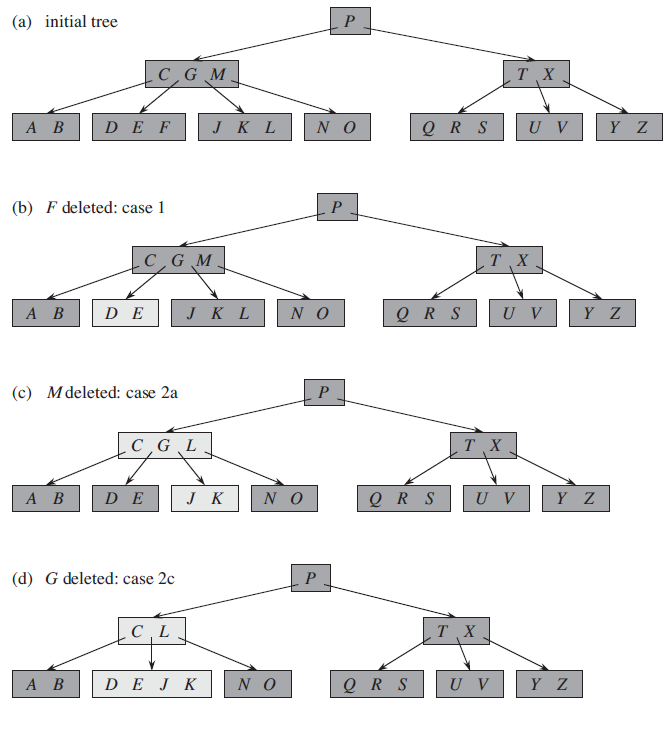 (a) initial tree
P
C G M
T X
A B
D E F
J K L
N O
Q R S
U V
Y Z
(b) F deleted: case 1
P
C G M
T X
A B
D E
J K L
N O
Q R S
U V
Y Z
(c) M deleted: case 2a
P
C G L
T X
A B
D E
J K
N O
Q R S
U V
Y Z
(d) G deleted: case 2c
P
C L
T X
A B
D E J K
N O
Q R S
U V
Y Z